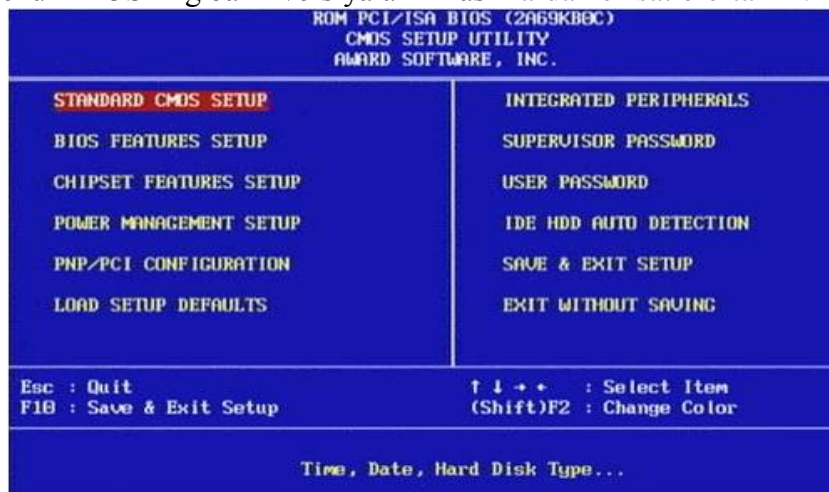 ROM PCI/ISA BIOS (2A69KB0C)
CMOS SETUP UTILITY
AWARD SOFTWARE, INC.
STANDARD CMOS SETUP
BIOS FEATURES SETUP
CHIPSET FEATURES SETUP
POWER MANAGEMENT SETUP
PNP/PCI CONFIGURATION
LOAD SETUP DEFAULTS
INTEGRATED PERIPHERALS
SUPERVISOR PASSWORD
USER PASSWORD
IDE HDD AUTO DETECTION
SAVE & EXIT SETUP
EXIT WITHOUT SAVING
Esc : Quit
F10 : Save & Exit Setup
↑ ↓ → ← : Select Item
(Shift)F2 : Change Color
Time, Date, Hard Disk Type...